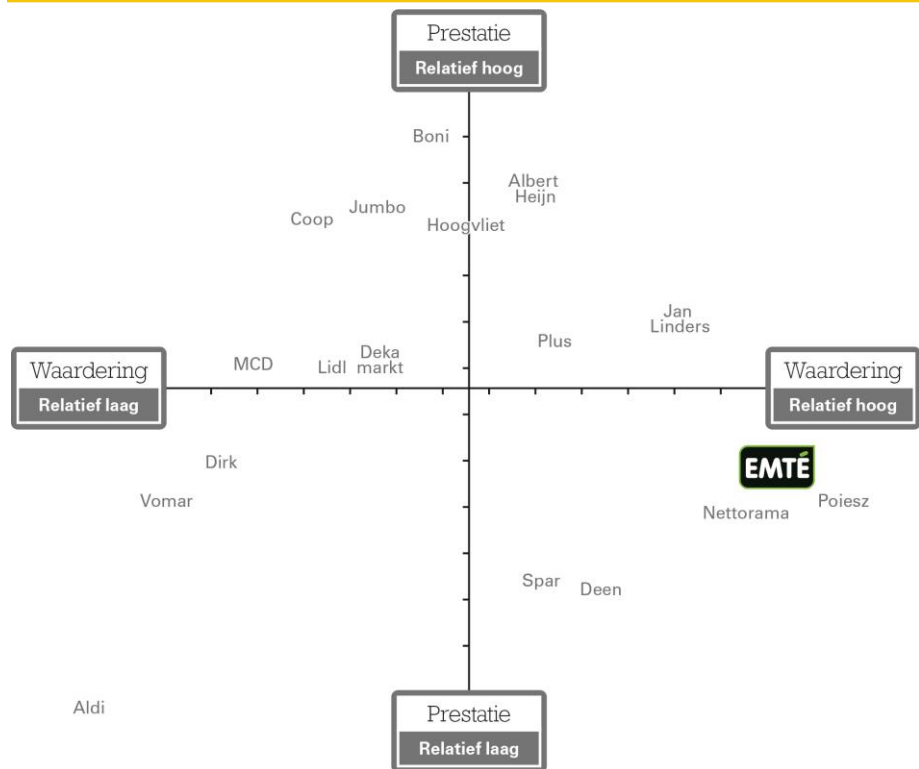 Prestatie
Relatief hoog
Boni
Albert
Heijn
Jumbo
Coop
Hoogvliet
Jan
Linders
Plus
Deka
markt
MCD
Lidl
Waardering
Relatief laag
Waardering
Relatief hoog
Dirk
EMTÉ
Vomar
Poiesz
Nettorama
Spar
Deen
Aldi
Prestatie
Relatief laag